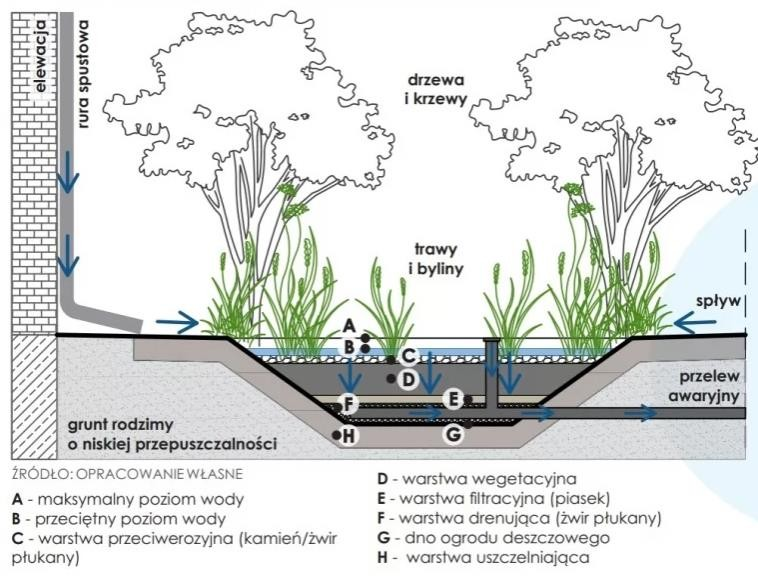 elewacja
rura spustowa
drzewa
i krzewy
trawy
i byliny
spływ
A
B
C
D
E
F
G
H
przelew
awaryjny
grunt rodzimy
o niskiej przepuszczalności
ŹRÓDŁO: OPRACOWANIE WŁASNE
A - maksymalny poziom wody
B - przeciętny poziom wody
C - warstwa przeciwerozyjna (kamień/żwir
płukany)
D - warstwa wegetacyjna
E - warstwa filtracyjna (piasek)
F - warstwa drenująca (żwir płukany)
G - dno ogrodu deszczowego
H - warstwa uszczelniająca